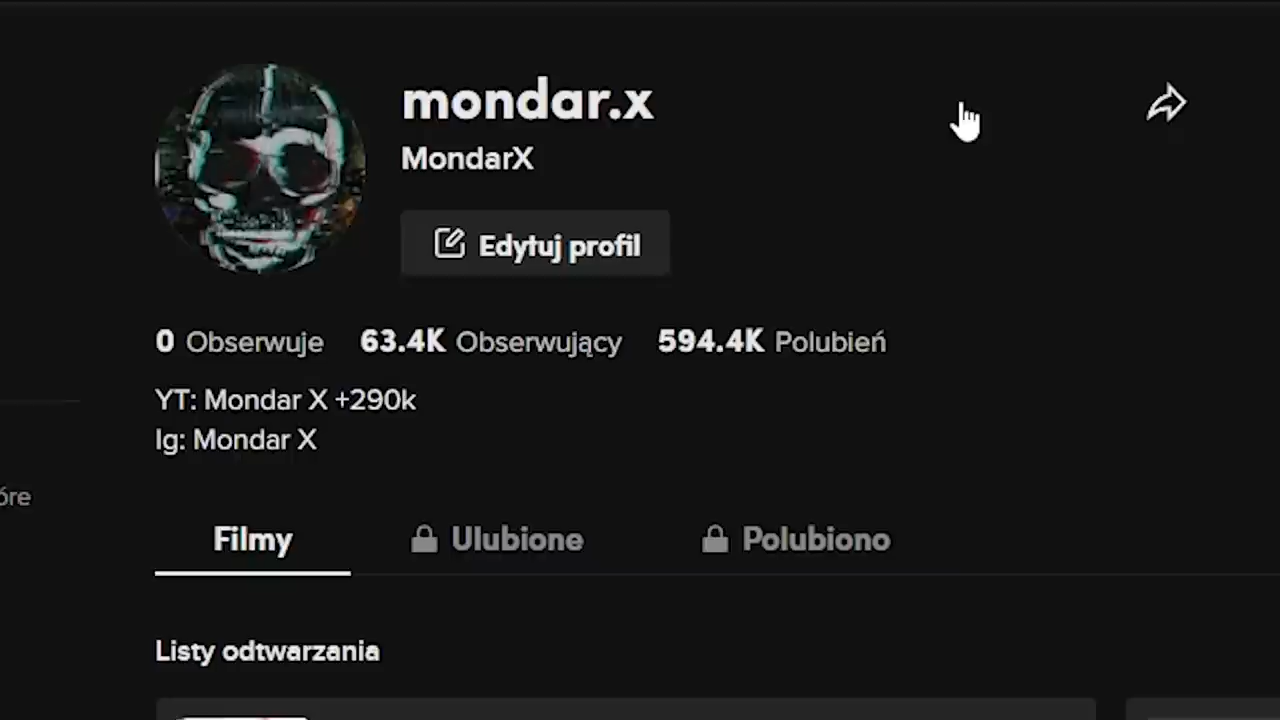 mondar.x
MondarX
Edytuj profil
0 Obserwuje 63.4K Obserwujący 594.4K Polubień
YT: Mondar X +290k
Ig: Mondar X
óre
Filmy Ulubione Polubiono
Listy odtwarzania